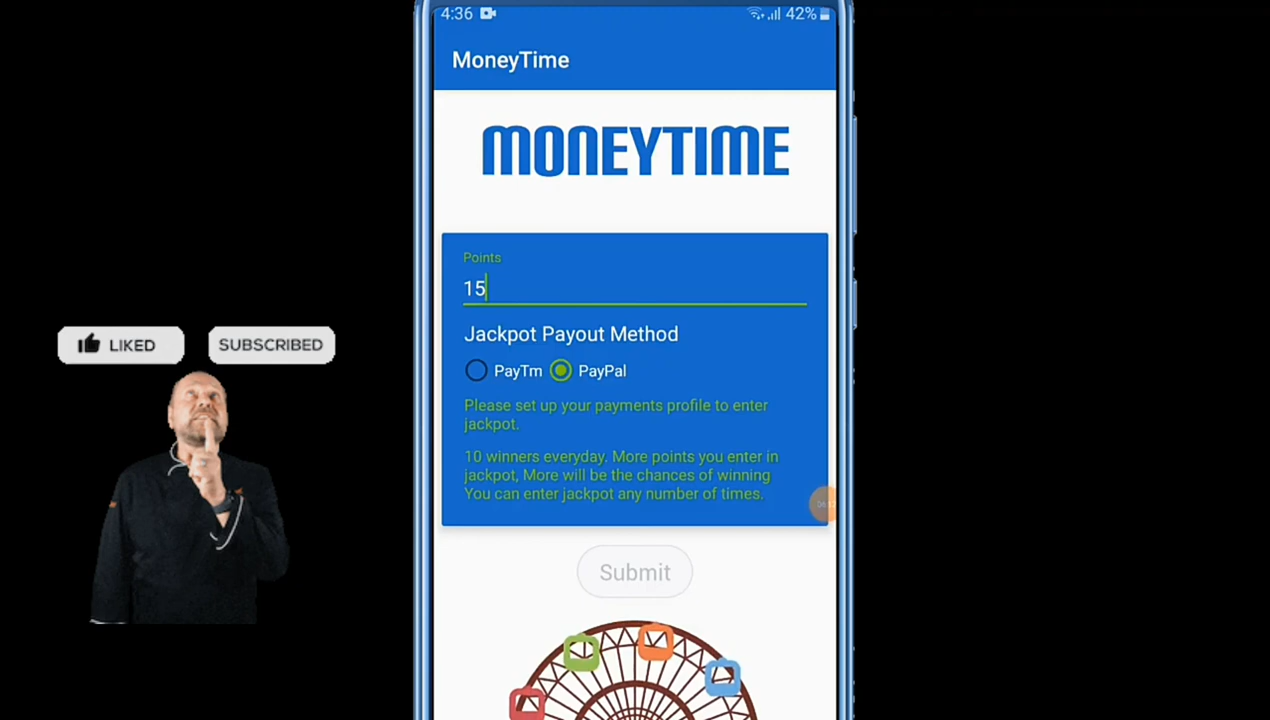 4:36
42%
MoneyTime
MONEYTIME
Points
15
Jackpot Payout Method
PayTm
PayPal
Please set up your payments profile to enter
jackpot.
10 winners everyday. More points you enter in
jackpot, More will be the chances of winning
You can enter jackpot any number of times.
Submit
LIKED
SUBSCRIBED